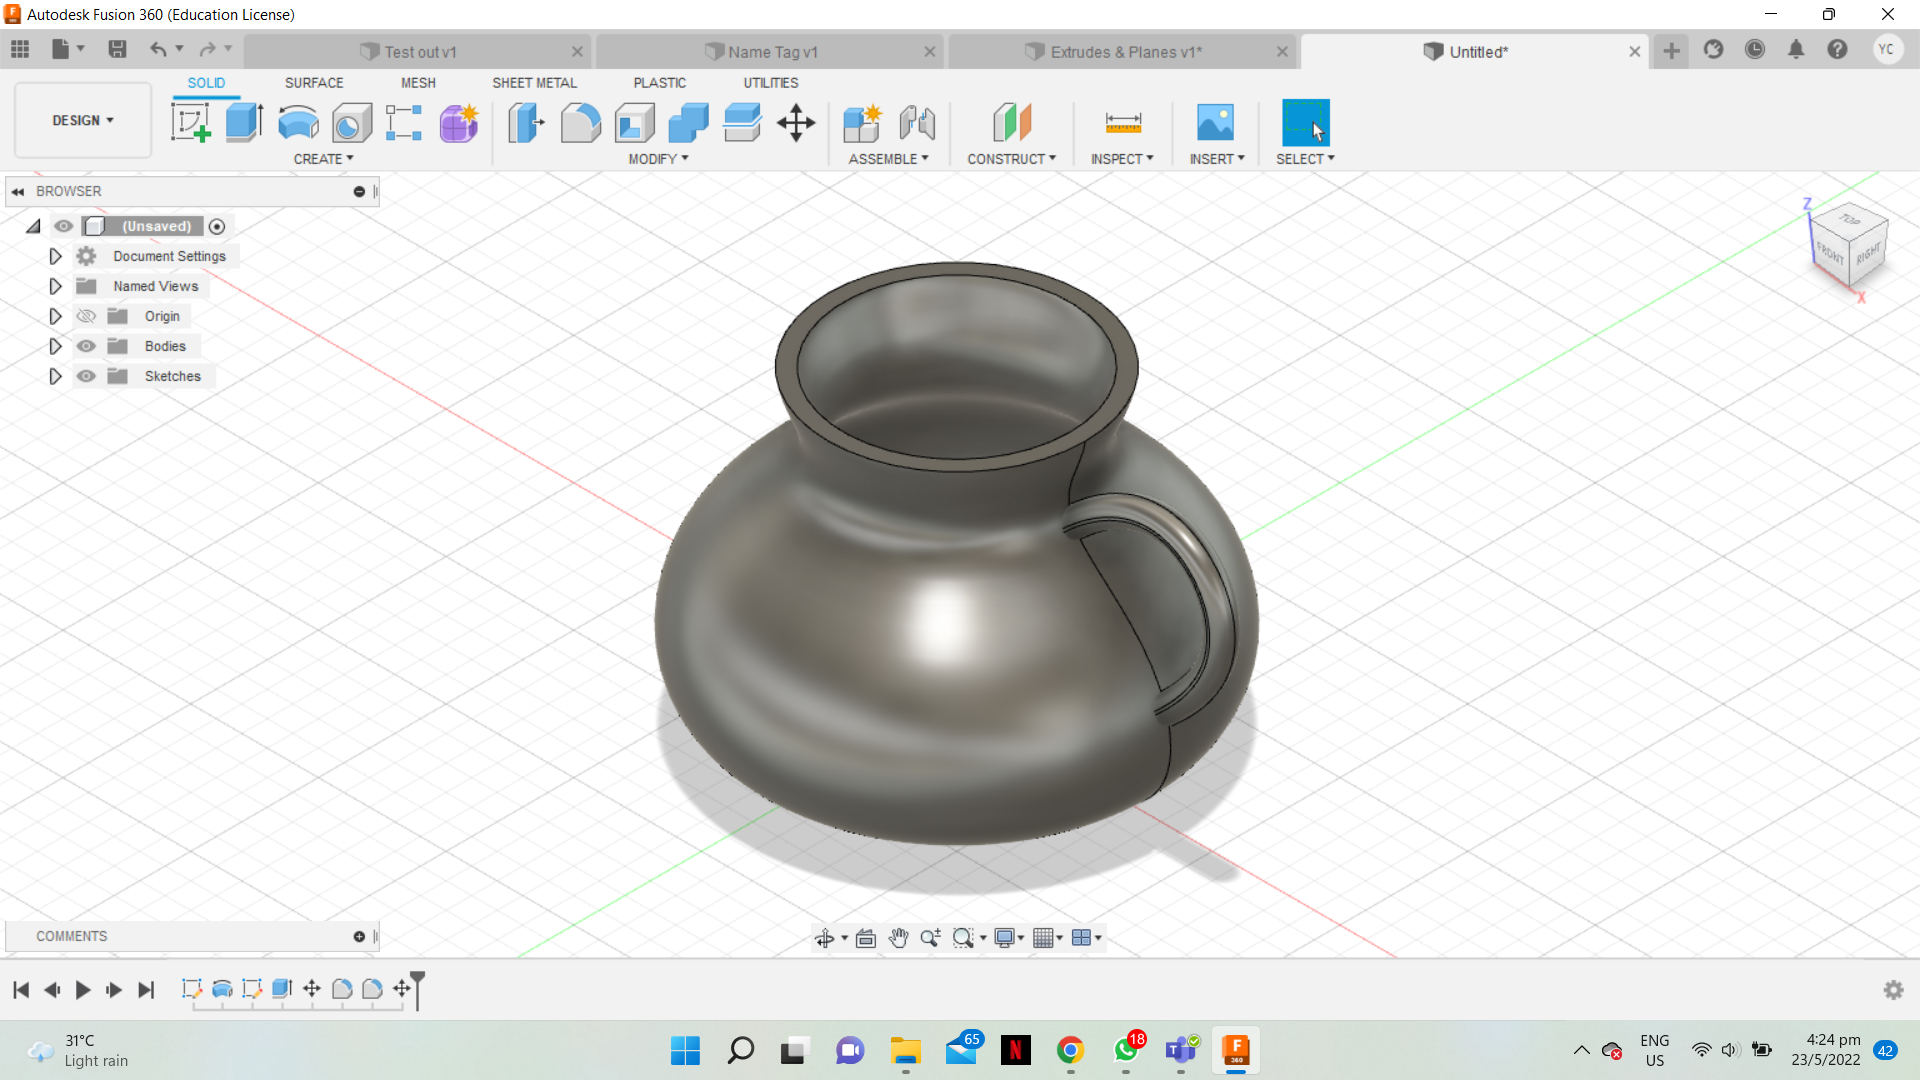 Autodesk Fusion 360 (Education License)
Test out v1
Name Tag v1
Extrudes & Planes v1*
Untitled*
YC
SOLID
SURFACE
MESH
SHEET METAL
PLASTIC
UTILITIES
DESIGN
CREATE
MODIFY
ASSEMBLE
CONSTRUCT
INSPECT
INSERT
SELECT
BROWSER
(Unsaved)
Document Settings
Named Views
Origin
Bodies
Sketches
Z
TOP
FRONT
RIGHT
X
COMMENTS
31°C
Light rain
65
N
18
T
F
360
ENG
US
4:24 pm
23/5/2022
42